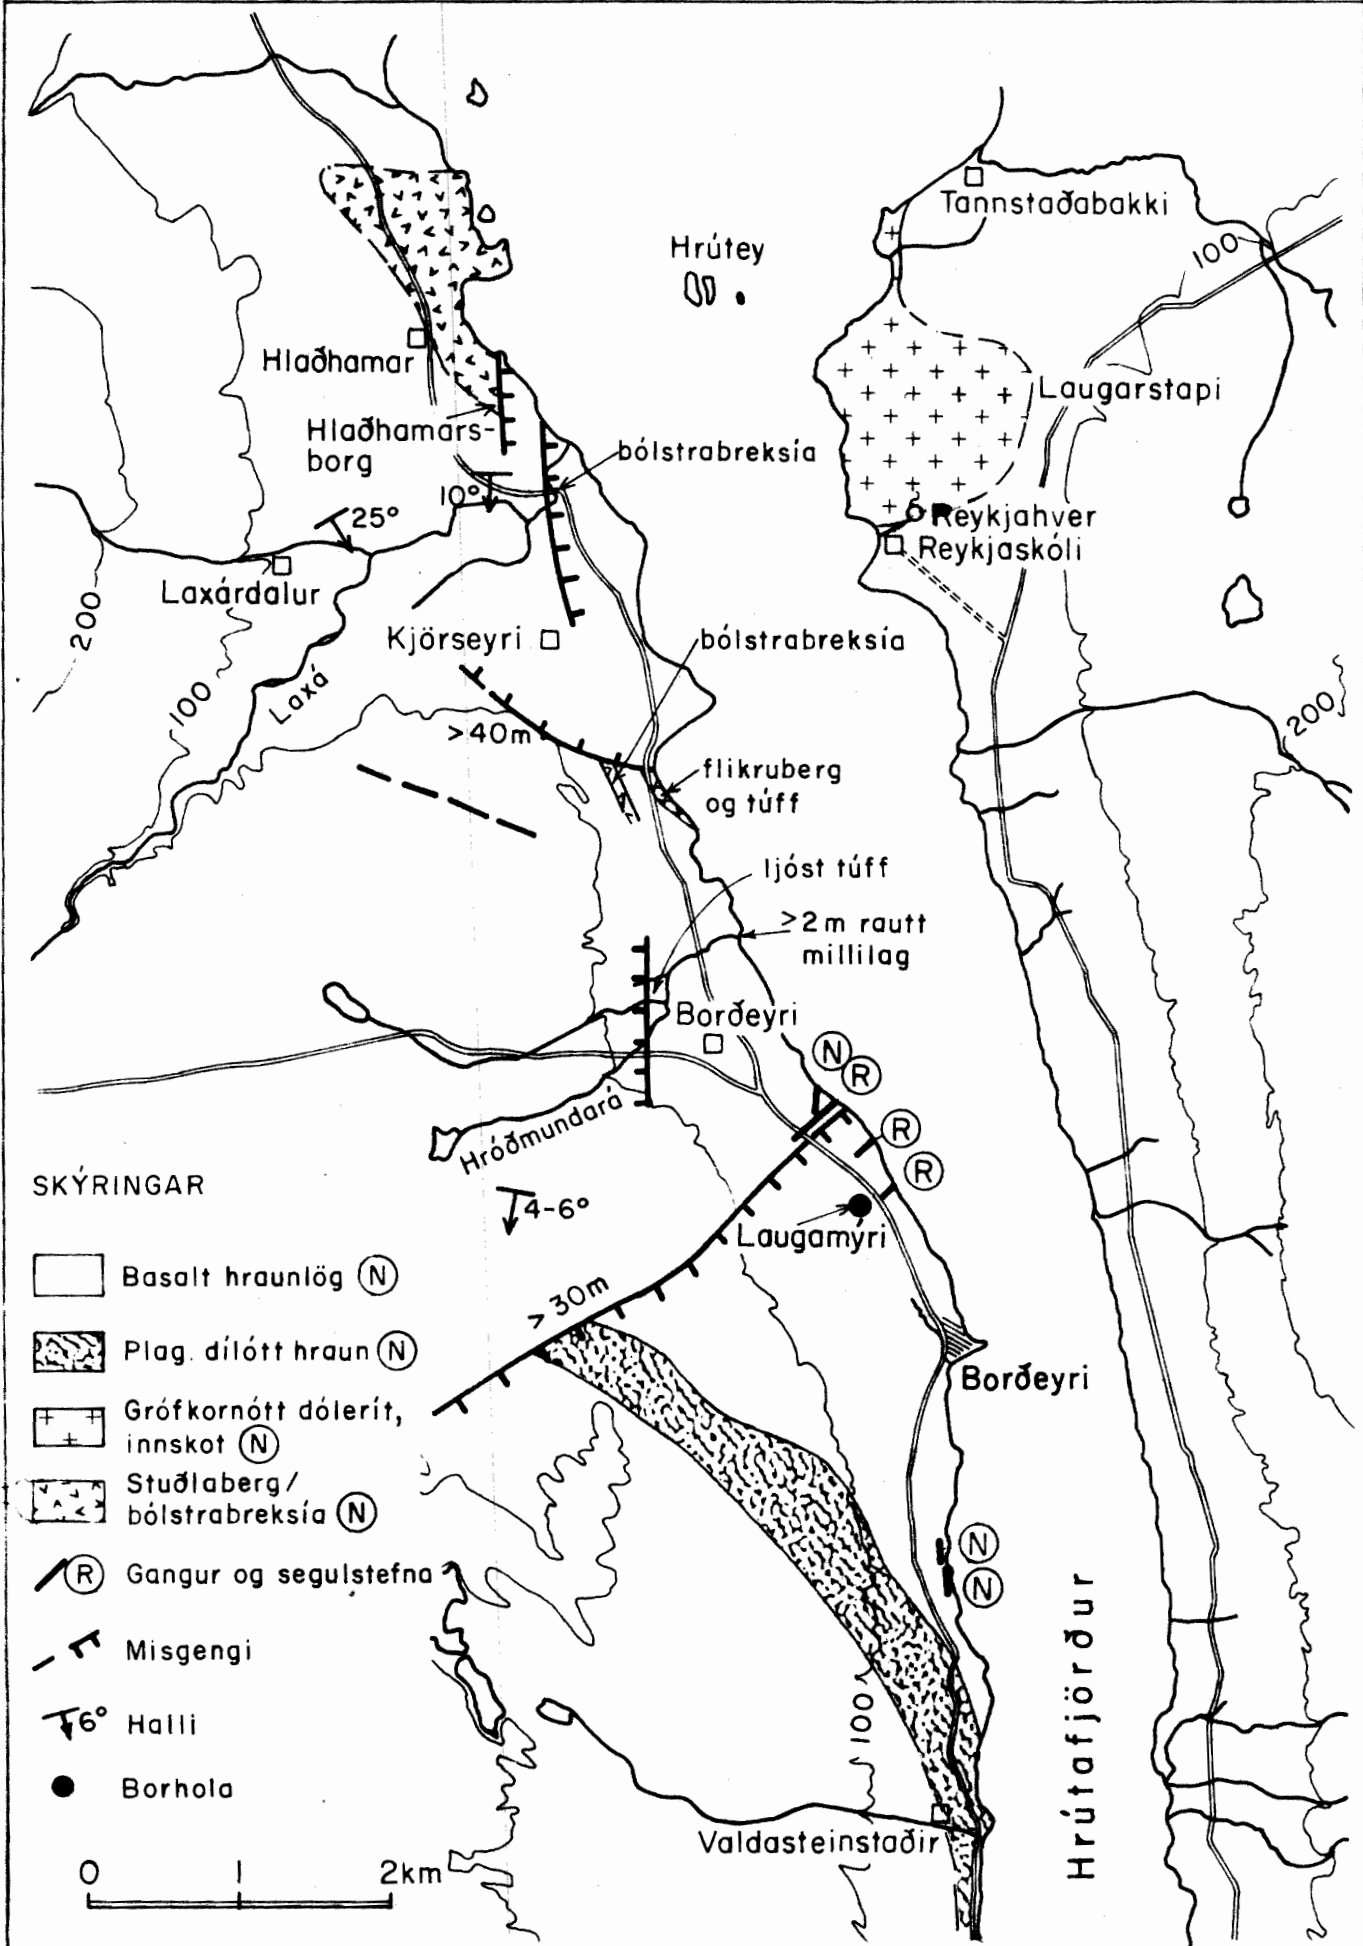 Tannstaðabakki
100
Hrútey
Hlaðhamar
Laugarstapi
Hlaðhamars-
borg
bólstrabreksía
10°
25°
Reykjahver
Reykjaskóli
Laxárdalur
200
Kjörseyri
bólstrabreksía
100
Laxá
200
>40m
flikruberg
og túff
ljóst túff
>2m rautt
millilag
Borðeyri
N
R
Hróðmundará
R
R
4-6°
Laugamýri
>30m
Borðeyri
N
N
100
Hrútafjörður
Valdasteinstaðir
SKÝRINGAR
Basalt hraunlög N
Plag. dílótt hraun N
Grófkornótt dólerít,
innskot N
Stuðlaberg/
bólstrabreksía N
R Gangur og segulstefna
Misgengi
6° Halli
Borhola
0 1 2km